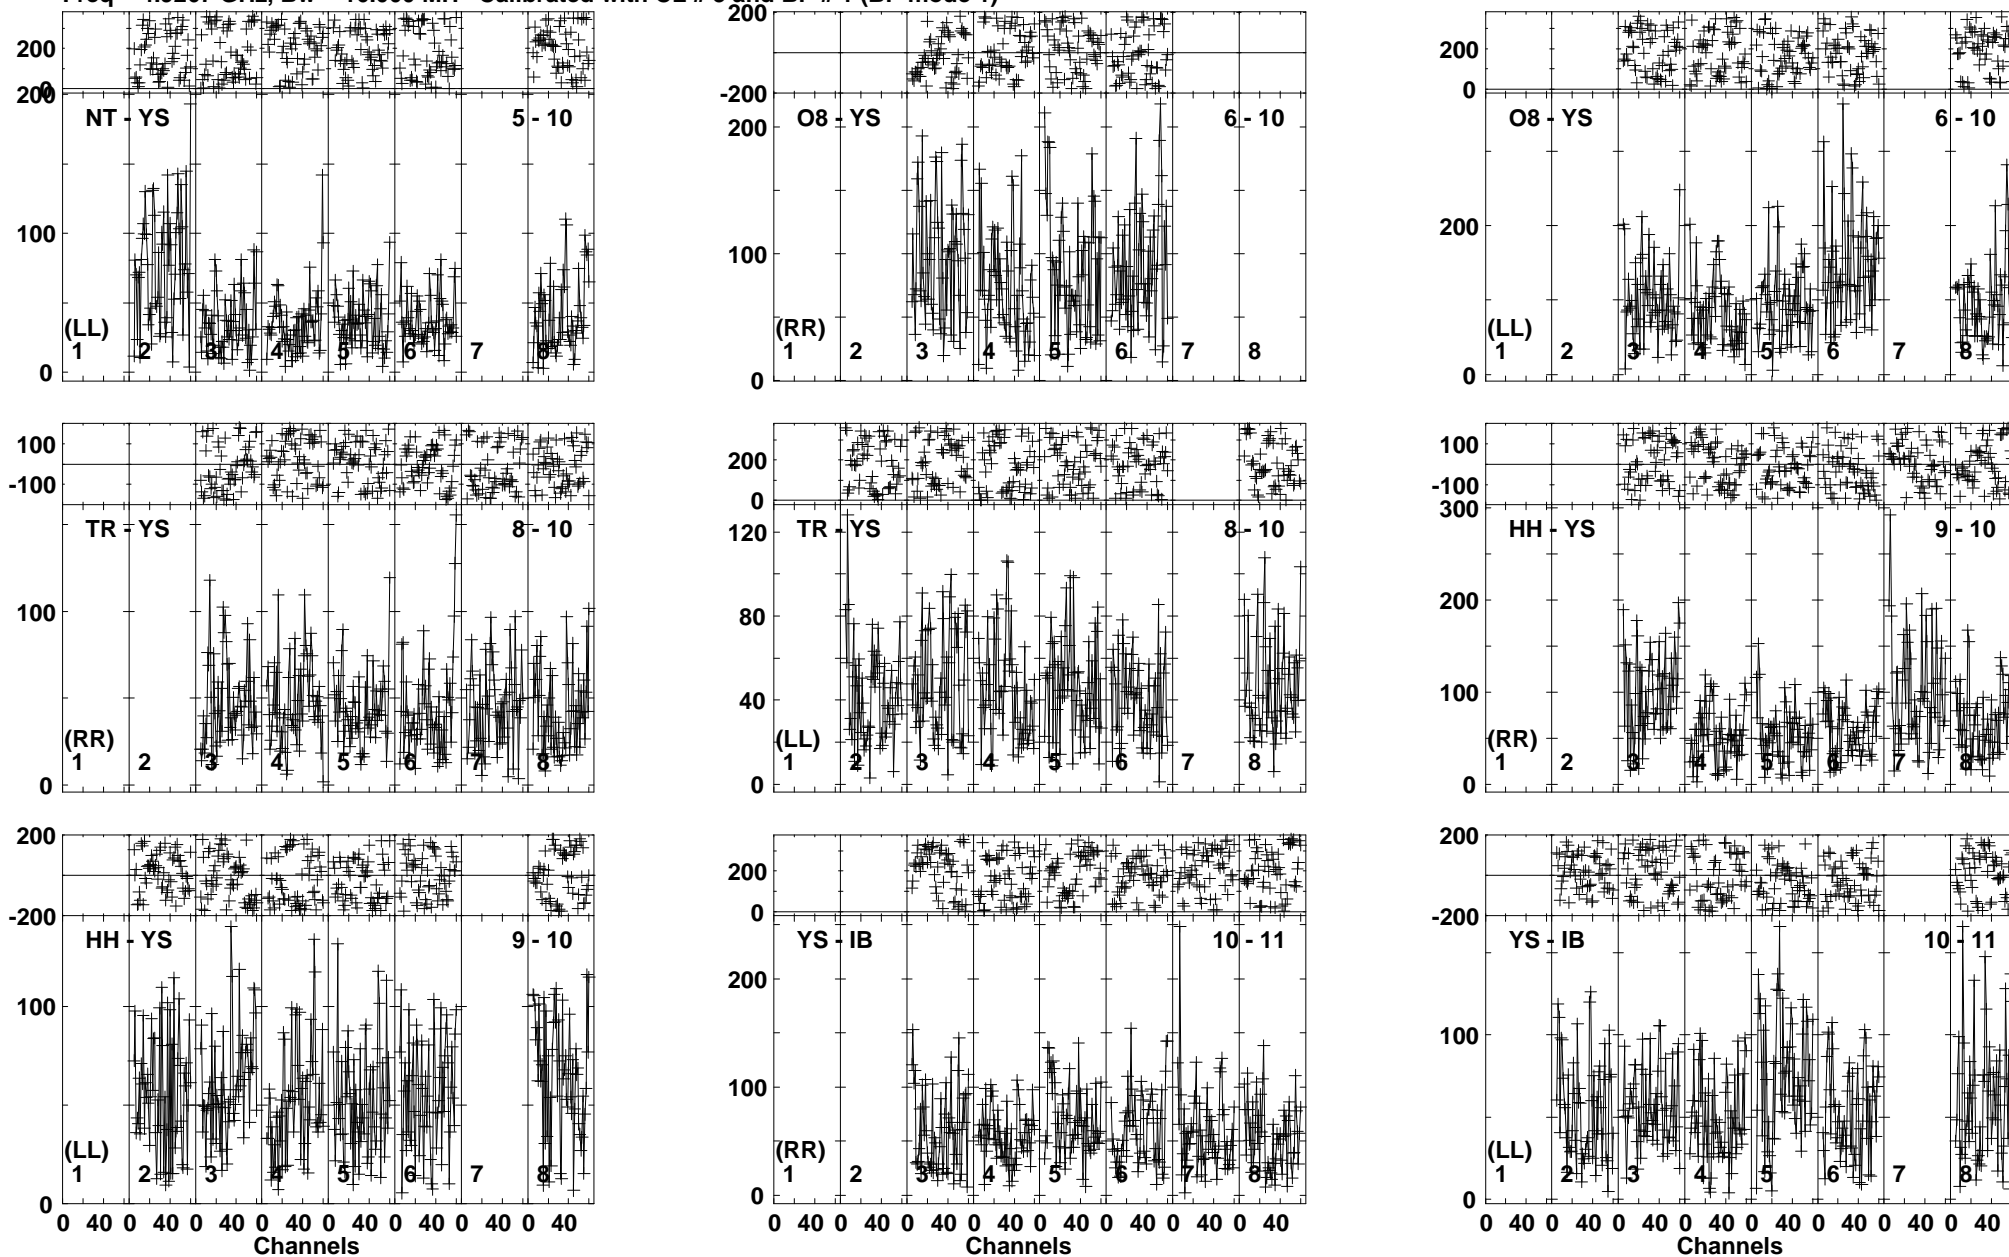 200 0 200 -200 200 0
200 100 0 NT - YS 5 - 10 (LL) 1 2 3 4 5 6 7 8
200 100 0 O8 - YS 6 - 10 (RR) 1 2 3 4 5 6 7 8
200 0 O8 - YS 6 - 10 (LL) 1 2 3 4 5 6 7 8
100 -100 200 0 100 -100
100 0 TR - YS 8 - 10 (RR) 1 2 3 4 5 6 7 8
120 80 40 0 TR - YS 8 - 10 (LL) 1 2 3 4 5 6 7 8
300 200 100 0 HH - YS 9 - 10 (RR) 1 2 3 4 5 6 7 8
200 -200 200 0 200 -200
100 0 HH - YS 9 - 10 (LL) 1 2 3 4 5 6 7 8
200 100 0 YS - IB 10 - 11 (RR) 1 2 3 4 5 6 7 8
100 0 YS - IB 10 - 11 (LL) 1 2 3 4 5 6 7 8
0 40 0 40 0 40 0 40 0 40 0 40 0 40 0 40
Channels
0 40 0 40 0 40 0 40 0 40 0 40 0 40 0 40
Channels
0 40 0 40 0 40 0 40 0 40 0 40 0 40 0 40
Channels